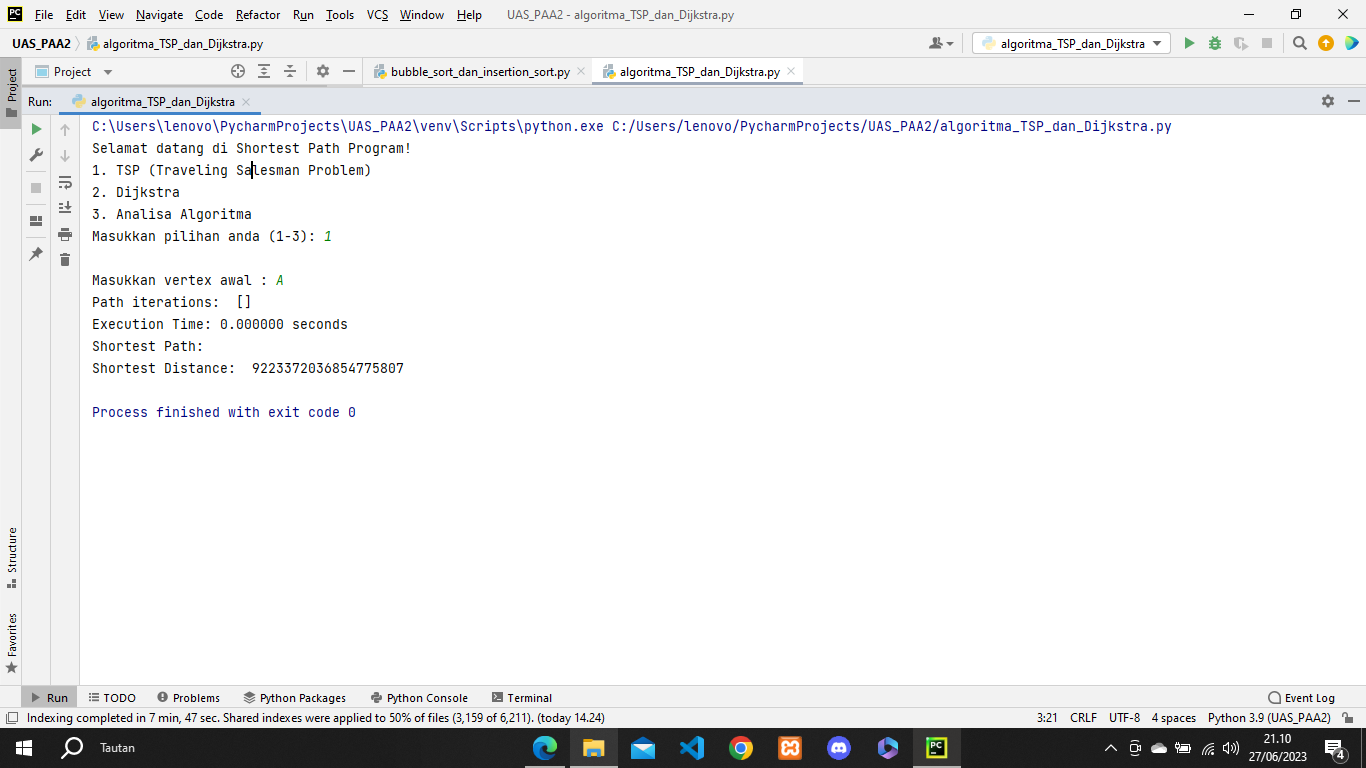 File Edit View Navigate Code Refactor Run Tools VCS Window Help UAS_PAA2 - algoritma_TSP_dan_Dijkstra.py
UAS_PAA2 algoritma_TSP_dan_Dijkstra.py algoritma_TSP_dan_Dijkstra
Project Project bubble_sort_dan_insertion_sort.py algoritma_TSP_dan_Dijkstra.py
Run: algoritma_TSP_dan_Dijkstra
C:\Users\lenovo\PycharmProjects\UAS_PAA2\venv\Scripts\python.exe C:/Users/lenovo/PycharmProjects/UAS_PAA2/algoritma_TSP_dan_Dijkstra.py
Selamat datang di Shortest Path Program!
1. TSP (Traveling Salesman Problem)
2. Dijkstra
3. Analisa Algoritma
Masukkan pilihan anda (1-3): 1
Masukkan vertex awal : A
Path iterations:  []
Execution Time: 0.000000 seconds
Shortest Path:
Shortest Distance:  9223372036854775807
Process finished with exit code 0
Structure
Favorites
Run TODO Problems Python Packages Python Console Terminal Event Log
Indexing completed in 7 min, 47 sec. Shared indexes were applied to 50% of files (3,159 of 6,211). (today 14.24) 3:21 CRLF UTF-8 4 spaces Python 3.9 (UAS_PAA2)
Tautan PC 21.10
27/06/2023 4